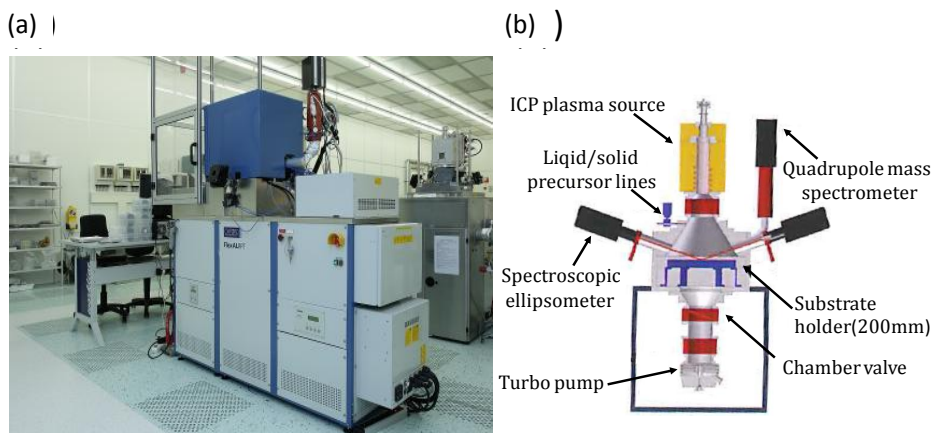 (a) )
(b) )
ICP plasma source
Liqid/solid
precursor lines
Quadrupole mass
spectrometer
Spectroscopic
ellipsometer
Substrate
holder(200mm)
Chamber valve
Turbo pump
FlexAL